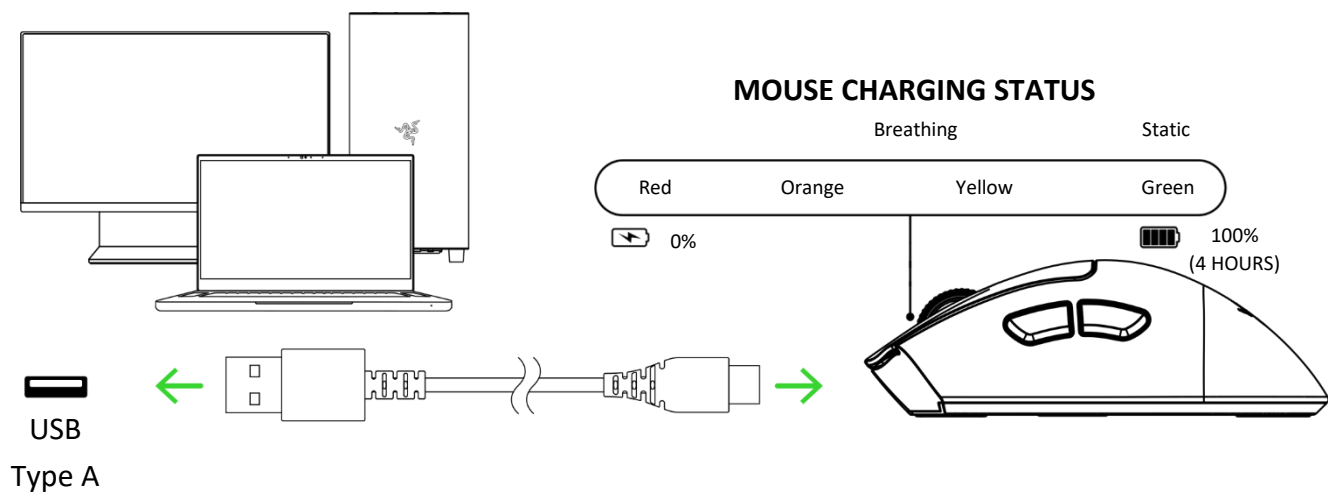 MOUSE CHARGING STATUS
Breathing Static
Red Orange Yellow Green
0% 100%
(4 HOURS)
USB
Type A